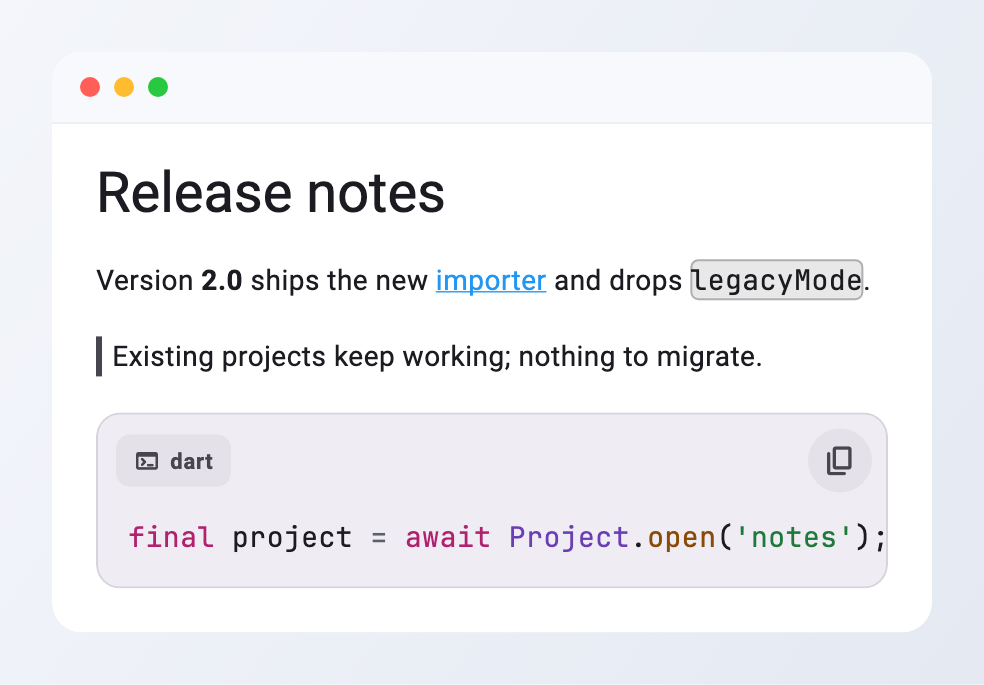 Release notes
Version 2.0 ships the new importer and drops legacyMode.
Existing projects keep working; nothing to migrate.
dart
final project = await Project.open('notes');